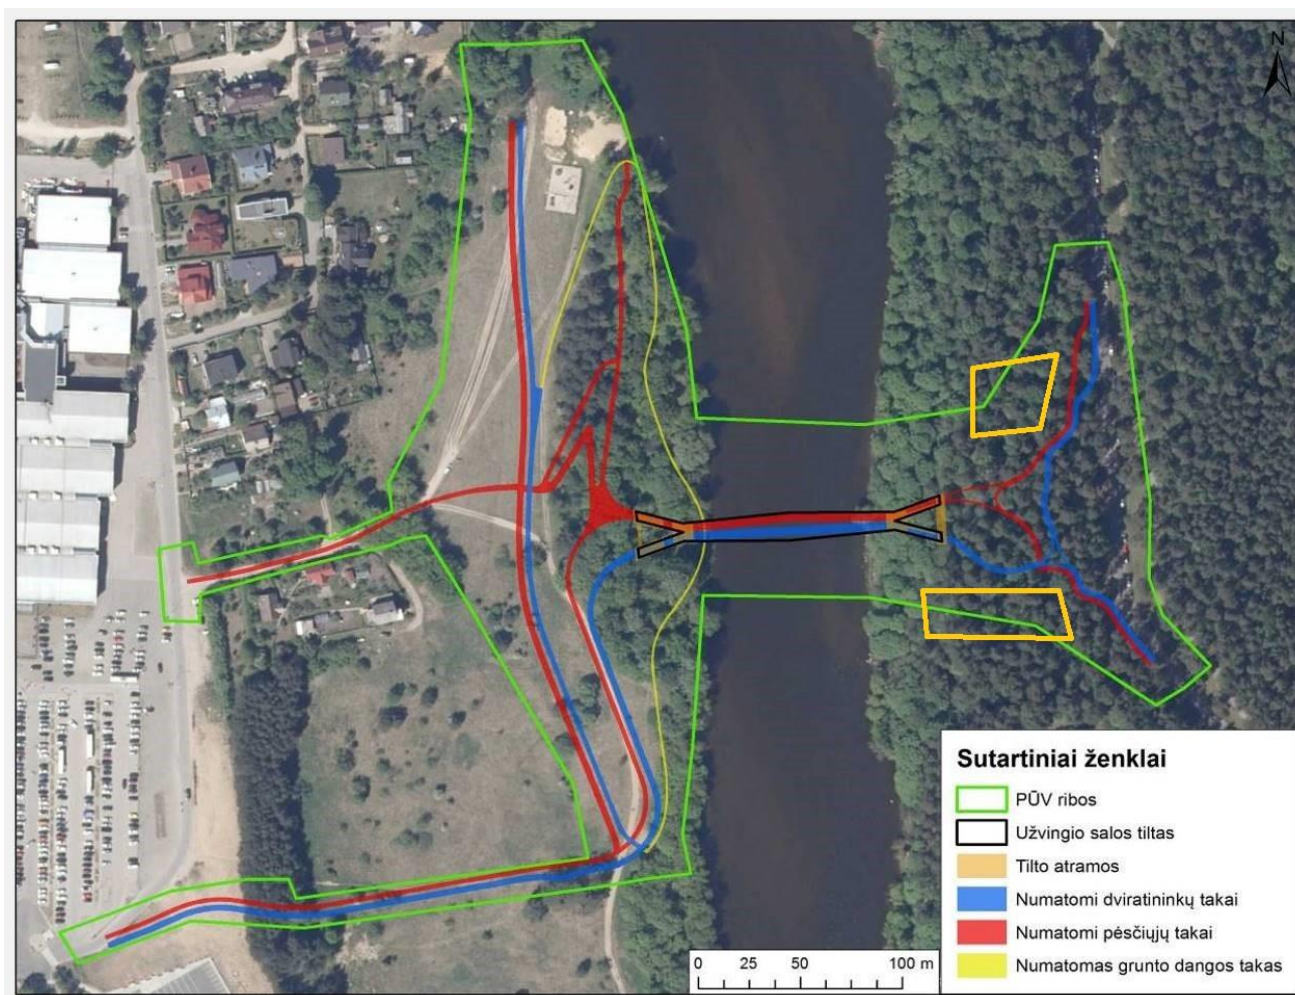 N
Sutartiniai ženklai
PŪV ribos
Užvingio salos tiltas
Tilto atramos
Numatomi dviratininkų takai
Numatomi pėsčiųjų takai
Numatomas grunto dangos takas
0 25 50 100 m